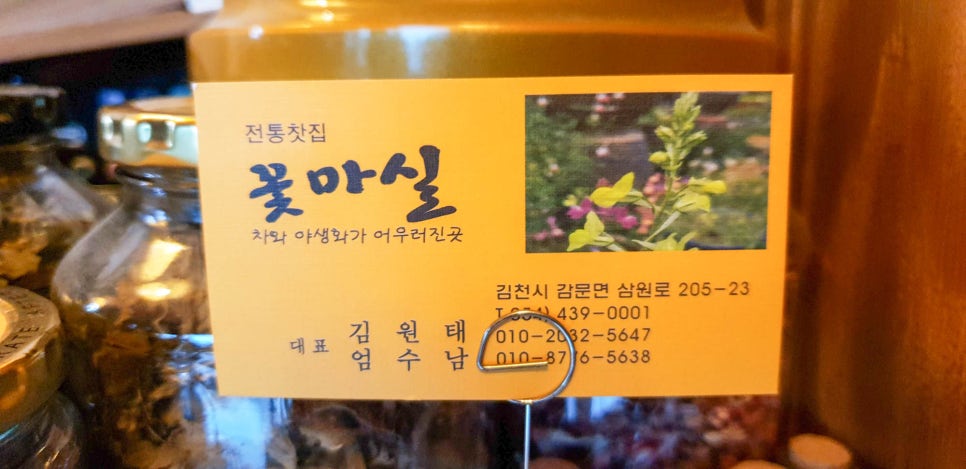 전통찻집
꽃마실
차와 야생화가 어우러진곳
김천시 감문면 삼원로 205-23
439-0001
대표 김 원 태
엄 수 남